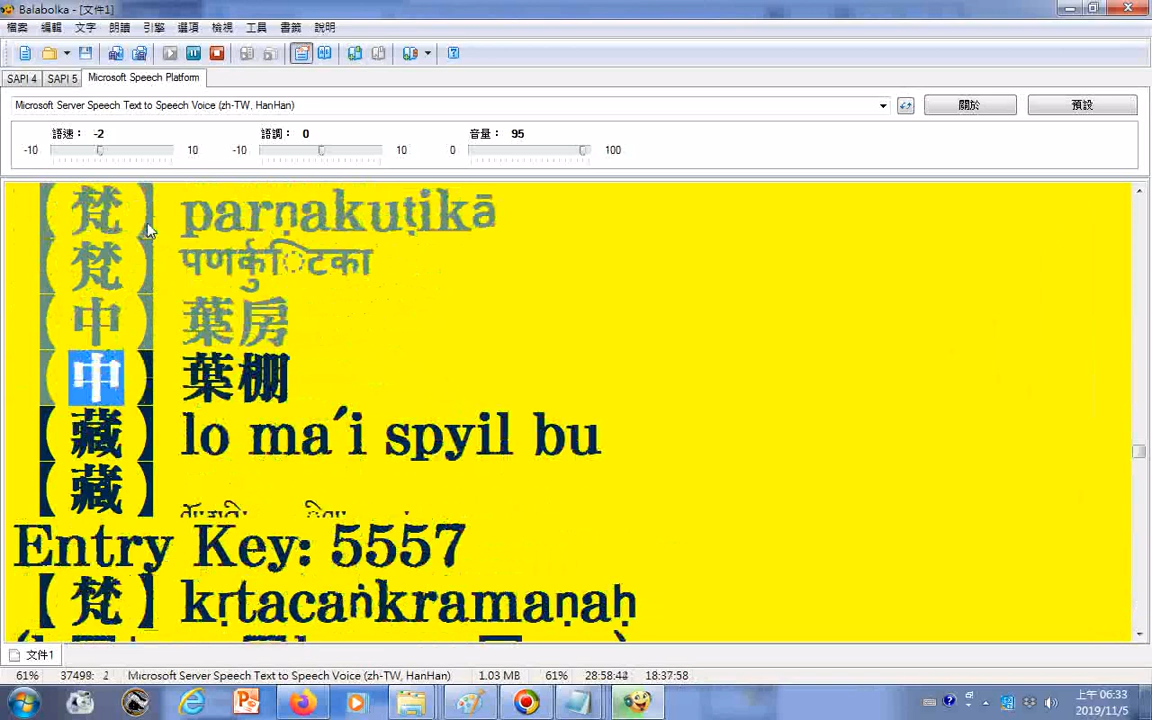 Balabolka - [文件1]
檔案 編輯 文字 朗讀 引擎 選項 檢視 工具 書籤 說明
SAPI 4 SAPI 5 Microsoft Speech Platform
Microsoft Server Speech Text to Speech Voice (zh-TW, HanHan) 關於 預設
語速： -2 語調： 0 音量： 95
-10 10 -10 10 0 100
【梵】 parṇakuṭikā
【梵】
【中】 葉房
【中】 葉棚
【藏】 lo ma´i spyil bu
【藏】
Entry Key: 5557
【梵】 kṛtacaṅkramaṇaḥ
文件1
61% 37499: 2 Microsoft Server Speech Text to Speech Voice (zh-TW, HanHan) 1.03 MB 61% 28:58:42 18:37:58
上午 06:33
2019/11/5